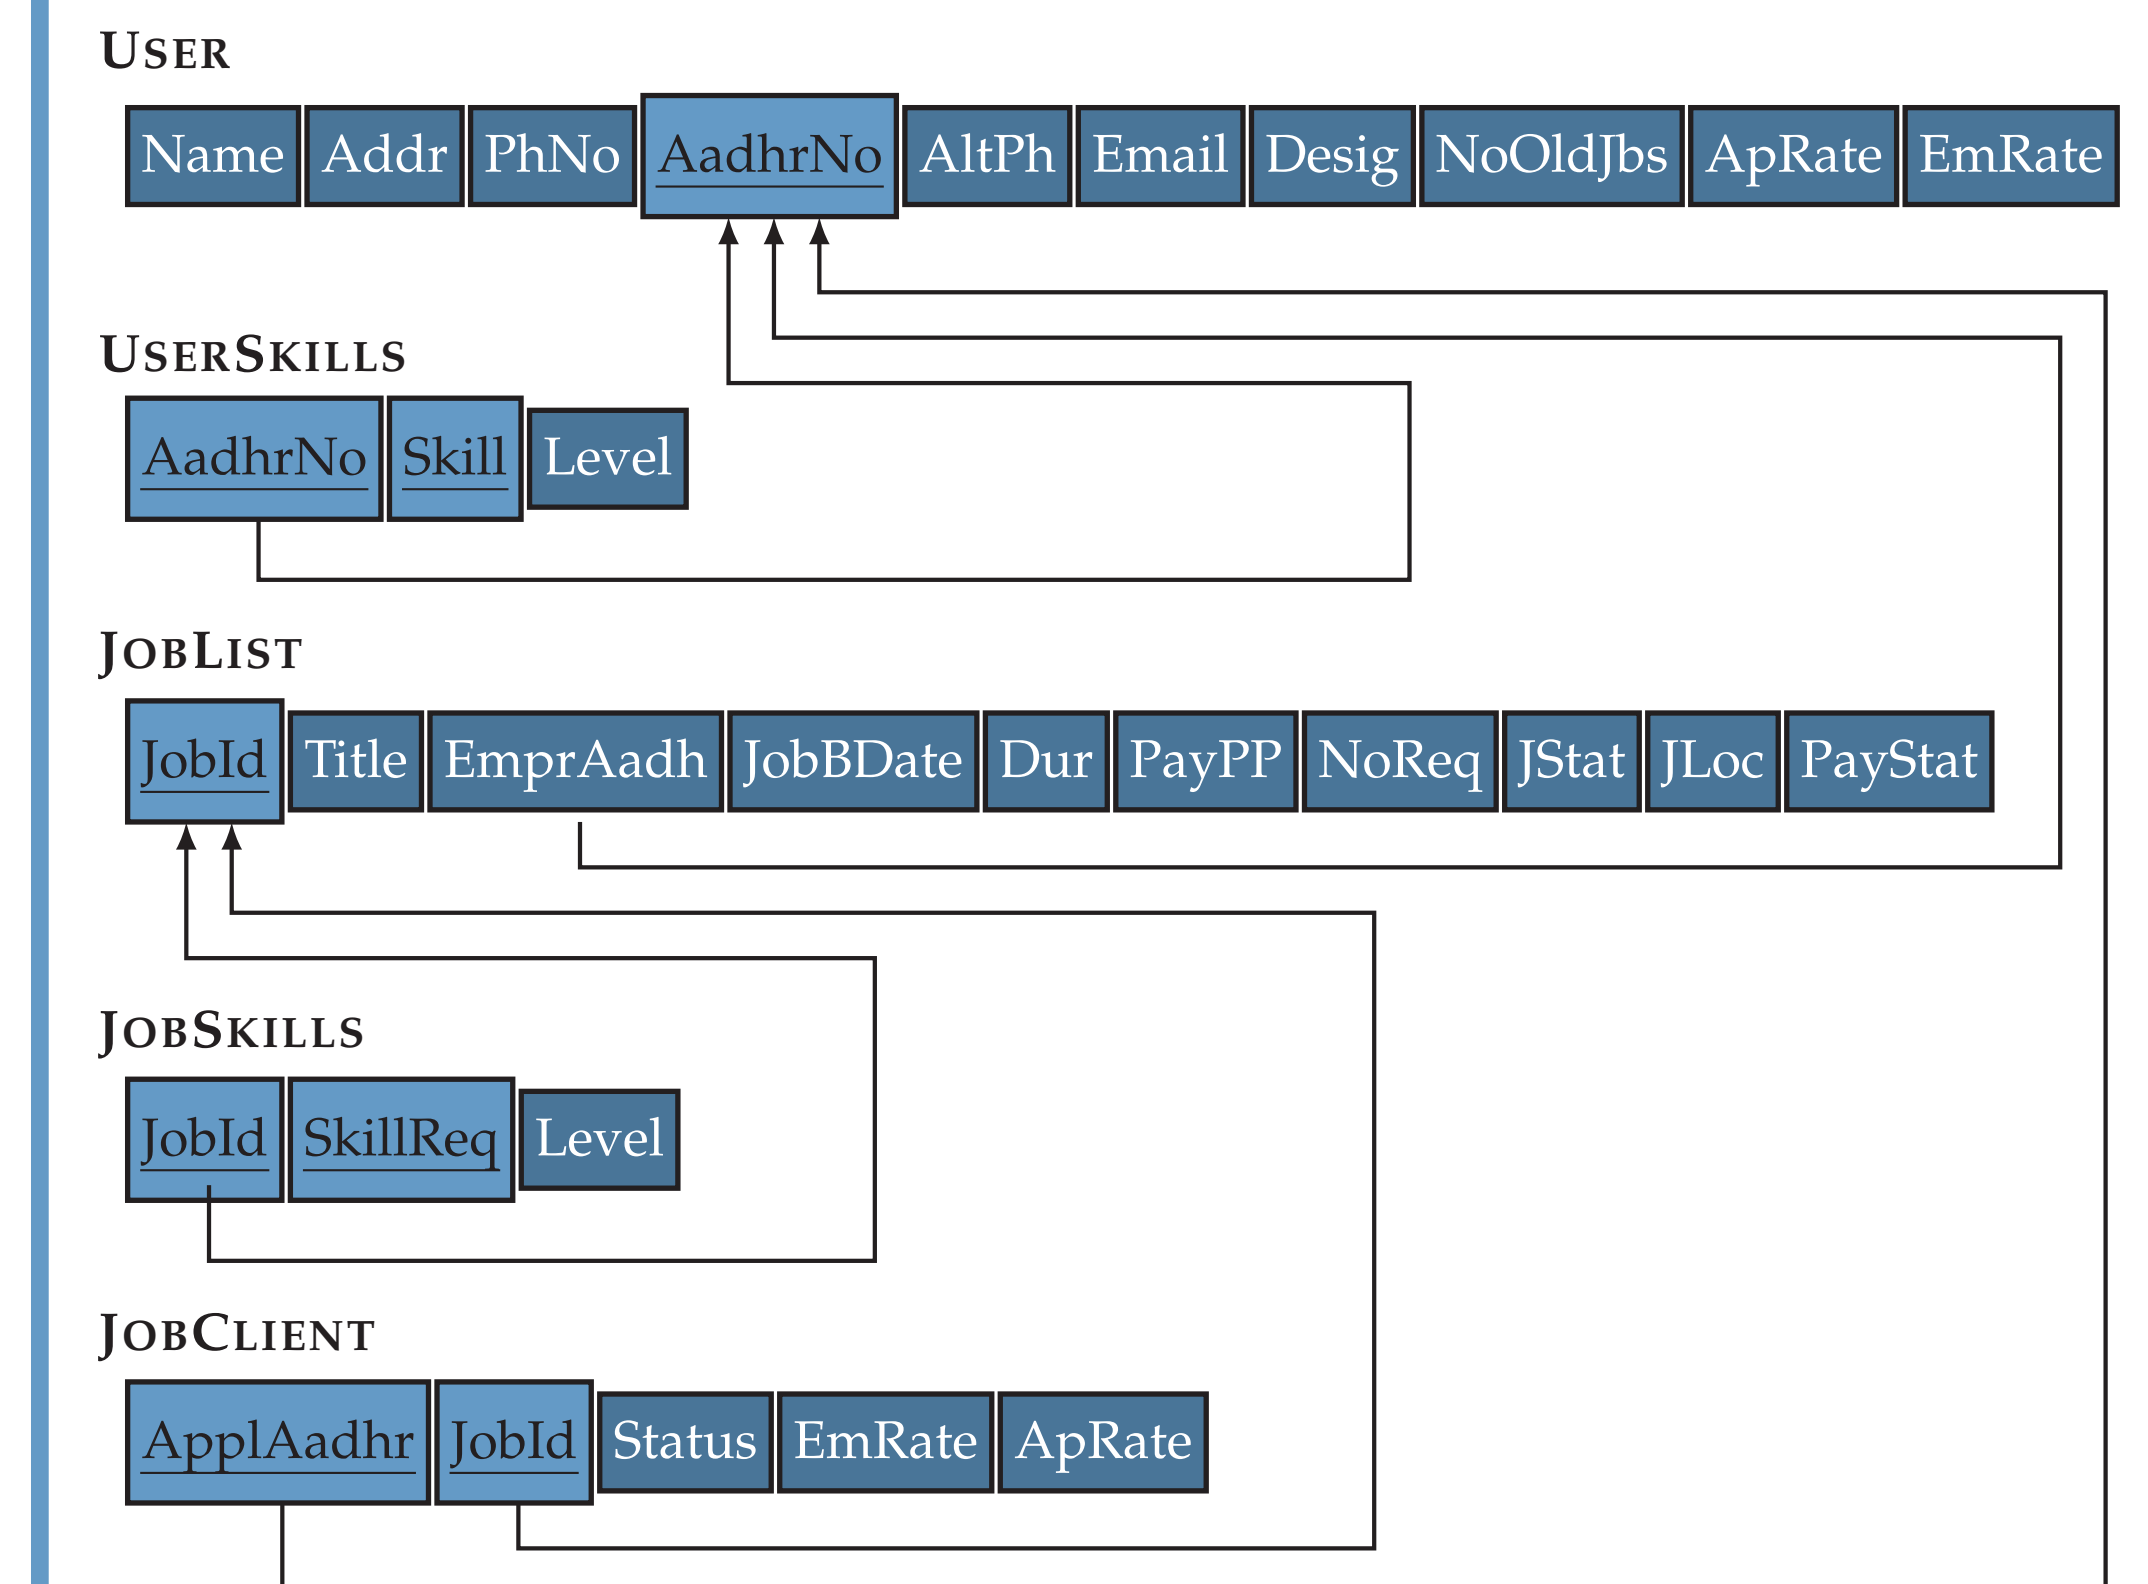 USER
Name Addr PhNo AadhrNo AltPh Email Desig NoOldJbs ApRate EmRate
USERSKILLS
AadhrNo Skill Level
JOBLIST
JobId Title EmprAadh JobBDate Dur PayPP NoReq JStat JLoc PayStat
JOBSKILLS
JobId SkillReq Level
JOBCLIENT
ApplAadhr JobId Status EmRate ApRate